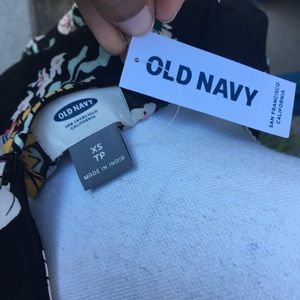 OLD NAVY
SAN FRANCISCO
CALIFORNIA
OLD NAVY
SAN FRANCISCO
CALIFORNIA
XS
TP
MADE IN INDIA